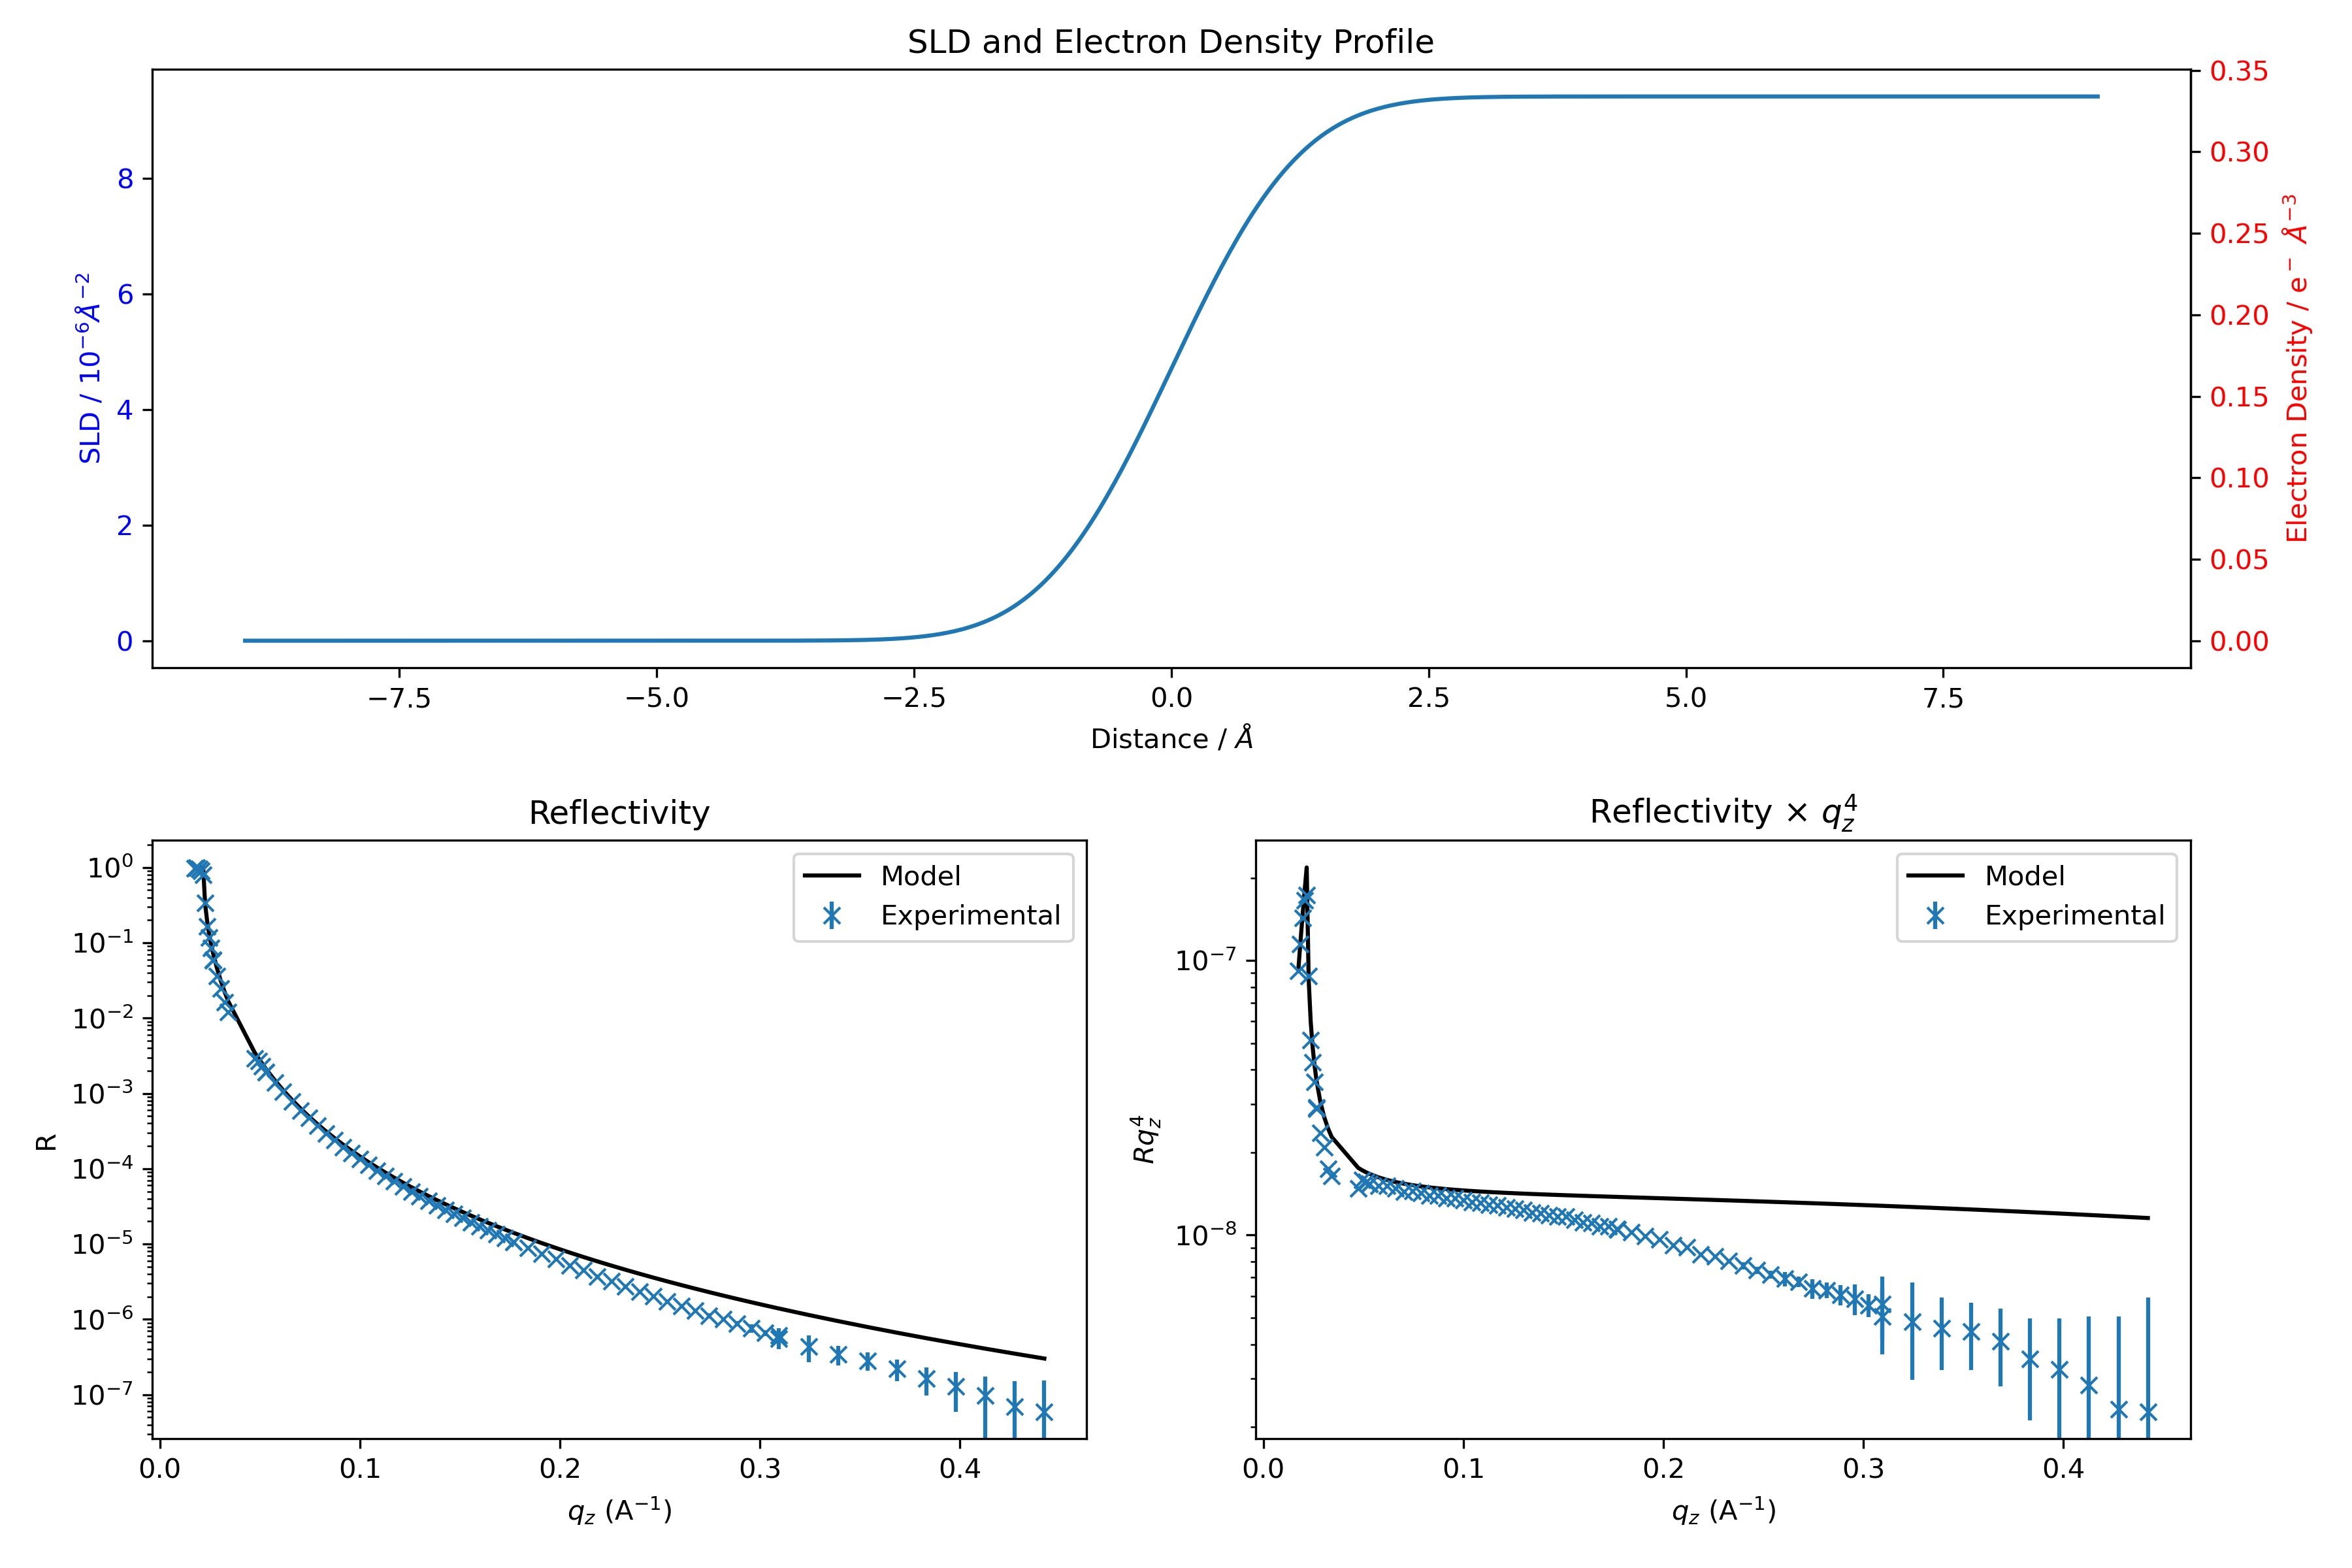 SLD and Electron Density Profile
SLD / 10⁻⁶Å⁻²
8
6
4
2
0
0.35
0.30
0.25
0.20
0.15
0.10
0.05
0.00
Electron Density / e⁻ Å⁻³
−7.5 −5.0 −2.5 0.0 2.5 5.0 7.5
Distance / Å
Reflectivity
R
10⁰
10⁻¹
10⁻²
10⁻³
10⁻⁴
10⁻⁵
10⁻⁶
10⁻⁷
Model
Experimental
0.0 0.1 0.2 0.3 0.4
q_z (A⁻¹)
Reflectivity × q_z⁴
Rq_z⁴
10⁻⁷
10⁻⁸
Model
Experimental
0.0 0.1 0.2 0.3 0.4
q_z (A⁻¹)